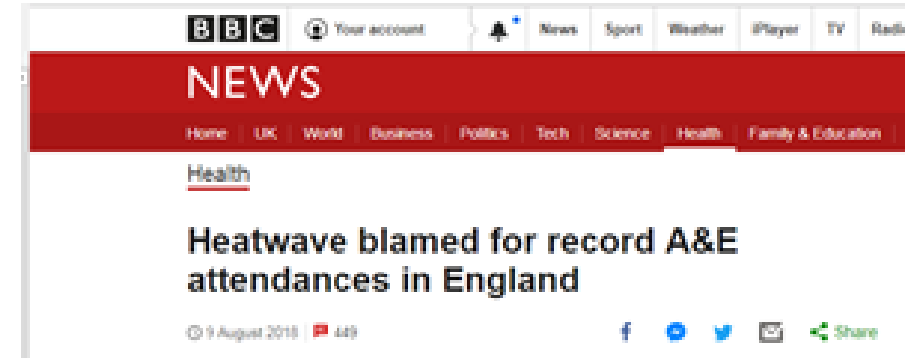 BBC Your account News Sport Weather iPlayer TV Radio
NEWS
Home UK World Business Politics Tech Science Health Family & Education
Health
Heatwave blamed for record A&E
attendances in England
9 August 2018 449 Share